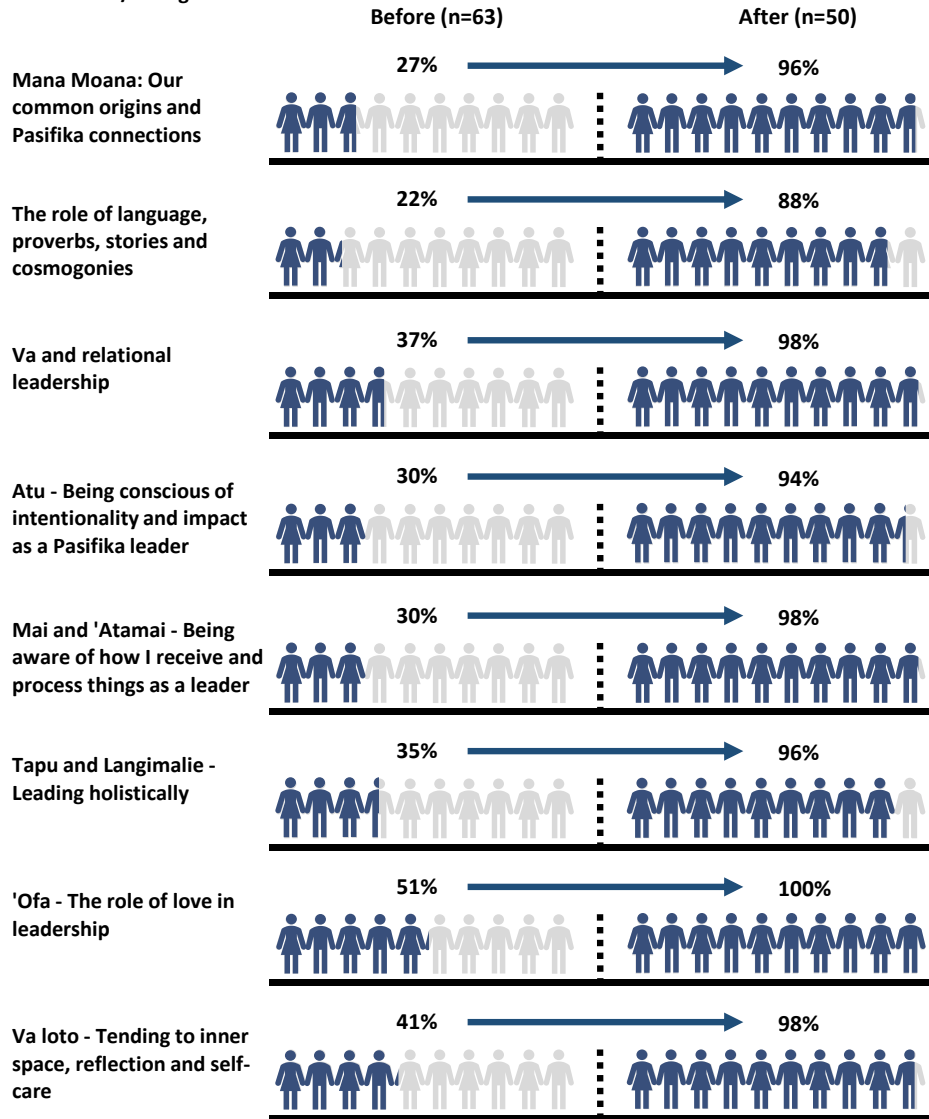 Before (n=63)
After (n=50)
Mana Moana: Our
common origins and
Pasifika connections
27%
96%
The role of language,
proverbs, stories and
cosmogonies
22%
88%
Va and relational
leadership
37%
98%
Atu - Being conscious of
intentionality and impact
as a Pasifika leader
30%
94%
Mai and 'Atamai - Being
aware of how I receive and
process things as a leader
30%
98%
Tapu and Langimalie -
Leading holistically
35%
96%
'Ofa - The role of love in
leadership
51%
100%
Va loto - Tending to inner
space, reflection and self-
care
41%
98%